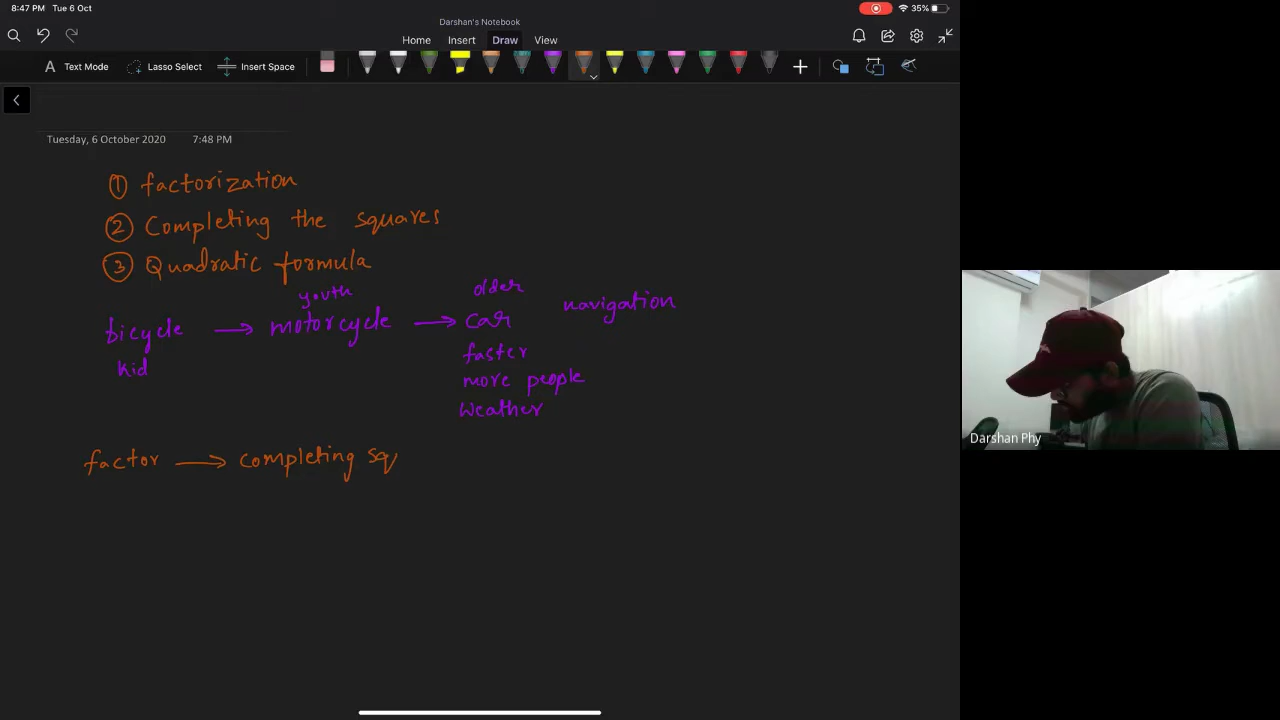 8:47 PM Tue 6 Oct
35%
Darshan's Notebook
Home Insert Draw View
Text Mode Lasso Select Insert Space
Tuesday, 6 October 2020 7:48 PM
① factorization
② Completing the squares
③ Quadratic formula
youth older
bicycle → motorcycle → car navigation
kid faster
more people
weather
factor → completing sq
Darshan Phy